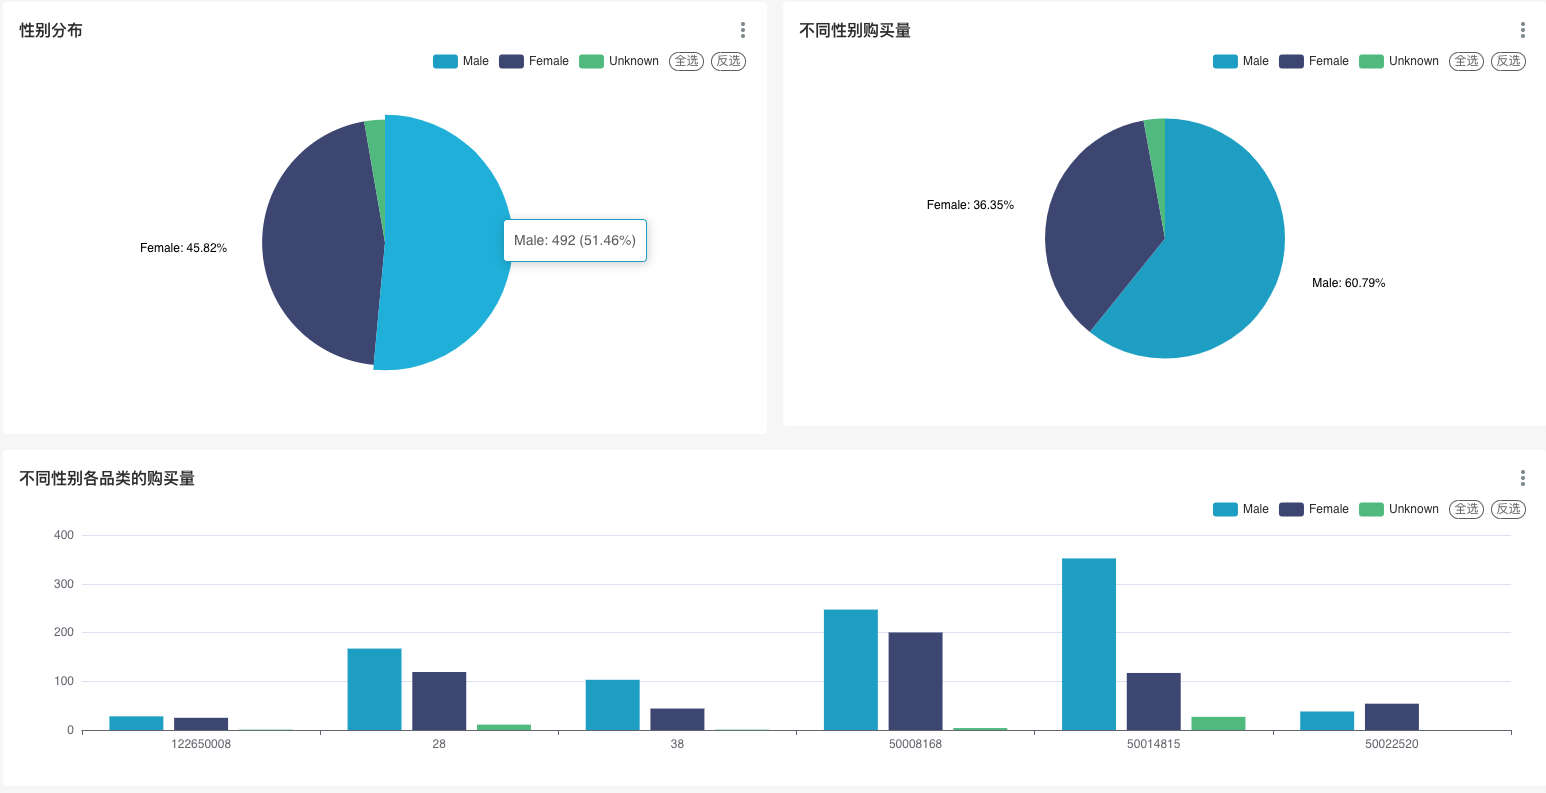 性别分布
Male Female Unknown 全选 反选
Female: 45.82%
Male: 492 (51.46%)
不同性别购买量
Male Female Unknown 全选 反选
Female: 36.35%
Male: 60.79%
不同性别各品类的购买量
Male Female Unknown 全选 反选
400
300
200
100
0
122650008 28 38 50008168 50014815 50022520